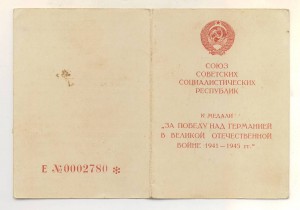 СОЮЗ
СОВЕТСКИХ
СОЦИАЛИСТИЧЕСКИХ
РЕСПУБЛИК
К МЕДАЛИ
„ЗА ПОБЕДУ НАД ГЕРМАНИЕЙ
В ВЕЛИКОЙ ОТЕЧЕСТВЕННОЙ
ВОЙНЕ 1941—1945 гг."
Е №0002780 *